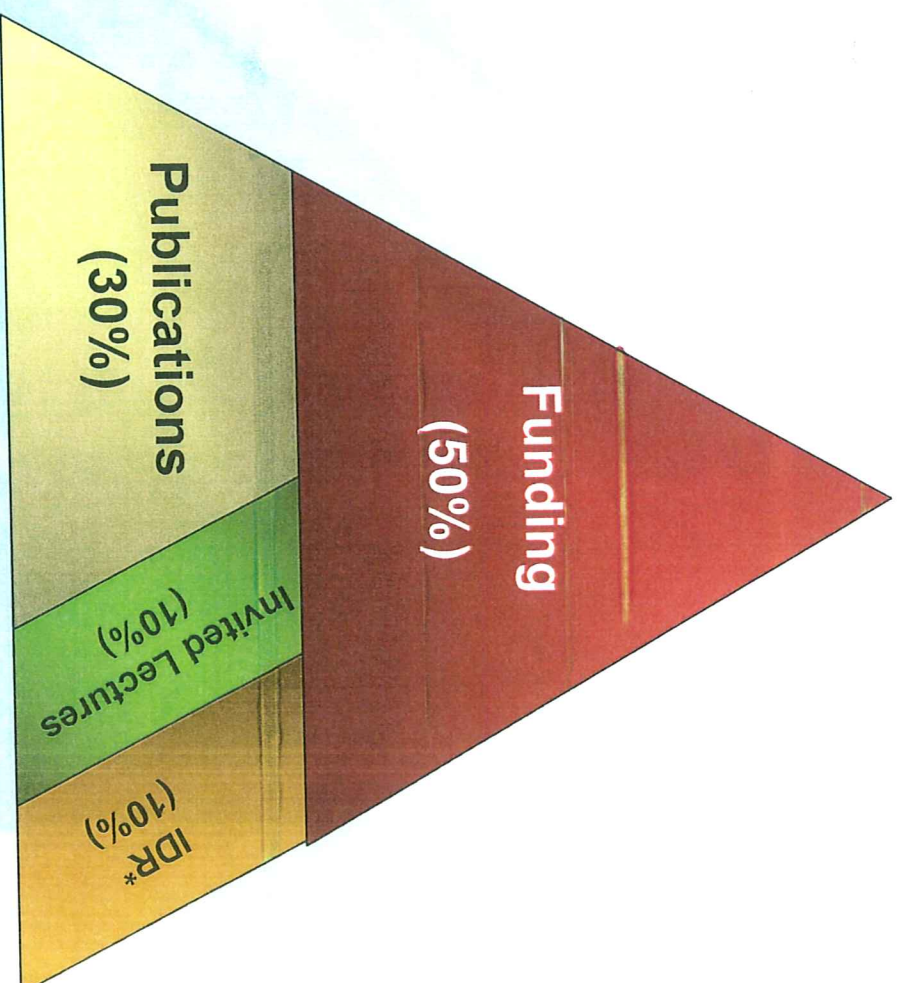 Funding
(50%)
Publications
(30%)
Invited Lectures
(10%)
IDR*
(10%)